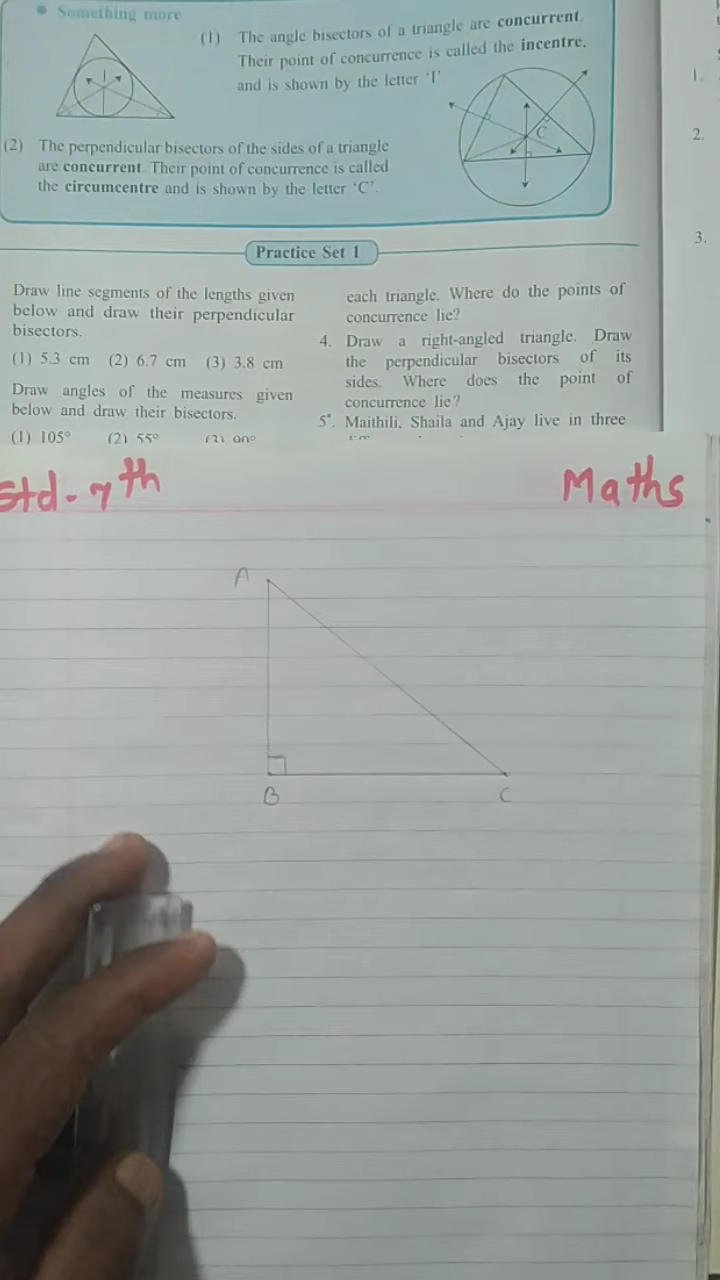 Something more
(1) The angle bisectors of a triangle are concurrent.
Their point of concurrence is called the incentre,
and is shown by the letter 'I'
I
C
(2) The perpendicular bisectors of the sides of a triangle
are concurrent. Their point of concurrence is called
the circumcentre and is shown by the letter 'C'.
Practice Set 1
Draw line segments of the lengths given
below and draw their perpendicular
bisectors.
(1) 5.3 cm (2) 6.7 cm (3) 3.8 cm
Draw angles of the measures given
below and draw their bisectors.
(1) 105° (2) 55° (3) 90°
each triangle. Where do the points of
concurrence lie?
4. Draw a right-angled triangle. Draw
the perpendicular bisectors of its
sides. Where does the point of
concurrence lie?
5*. Maithili, Shaila and Ajay live in three
1.
2.
3.
Std - 7th
Maths
A
B
C